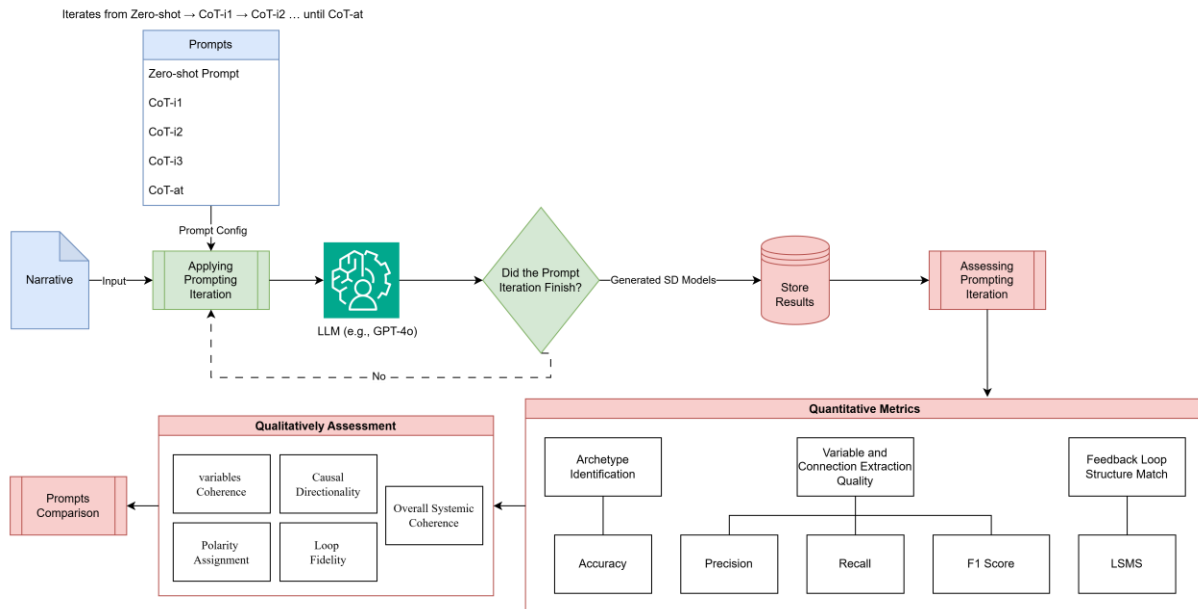 Iterates from Zero-shot → CoT-i1 → CoT-i2 ... until CoT-at
Prompts
Zero-shot Prompt
CoT-i1
CoT-i2
CoT-i3
CoT-at
Prompt Config
Narrative
Input
Applying
Prompting
Iteration
LLM (e.g., GPT-4o)
Did the Prompt
Iteration Finish?
Generated SD Models
Store
Results
Assessing
Prompting
Iteration
No
Quantitative Metrics
Archetype
Identification
Variable and
Connection Extraction
Quality
Feedback Loop
Structure Match
Accuracy
Precision
Recall
F1 Score
LSMS
Qualitatively Assessment
variables
Coherence
Causal
Directionality
Overall Systemic
Coherence
Polarity
Assignment
Loop
Fidelity
Prompts
Comparison